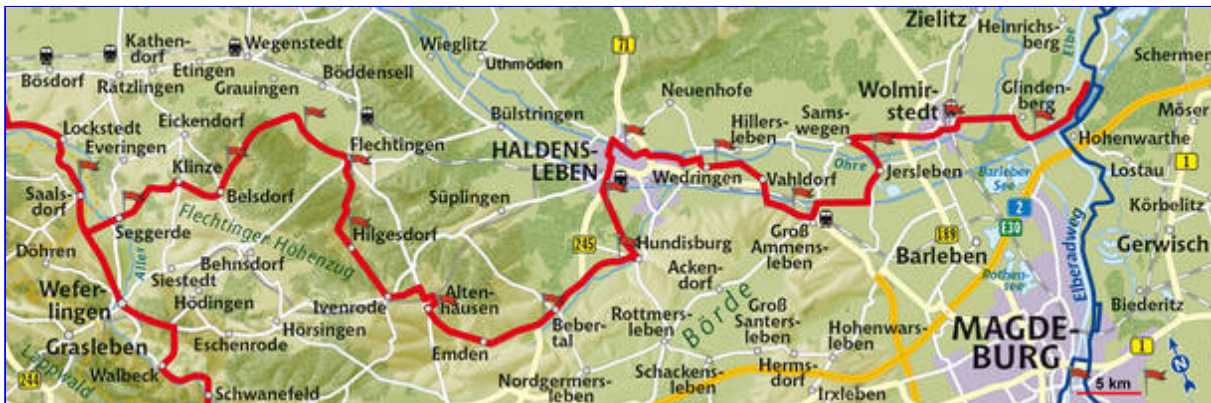 Bösdorf
Kathen-
dorf
Rätzlingen
Etingen
Wegenstedt
Grauingen
Böddensell
Wieglitz
Uthmöden
71
Neuenhofe
Zielitz
Heinrichs-
berg
Elbe
Schermen
Lockstedt
Everingen
Eickendorf
Klinze
Belsdorf
Flechtingen
Bülstringen
HALDENS-
LEBEN
Wedringen
Hillers-
leben
Sams-
wegen
Wolmir-
stedt
Glinden-
berg
Möser
Hohenwarthe
1
Lostau
Saals-
dorf
Seggerde
Flechtinger Höhenzug
Hilgesdorf
Süplingen
Vahldorf
Ohre
Jersleben
Barleber
See
2
E30
Körbelitz
Döhren
Aller
Siestedt
Behnsdorf
245
Hundisburg
Groß
Ammens-
leben
E69
Barleben
Rothen-
see
Elberadweg
Gerwisch
Wefer-
lingen
Hödingen
Ivenrode
Alten-
hausen
Acken-
dorf
Börde
Biederitz
Grasleben
Eschenrode
Hörsingen
Emden
Beber-
tal
Rottmers-
leben
Groß
Santers-
leben
Hohenwars-
leben
MAGDE-
BURG
1
N
Lappwald
244
Walbeck
Schwanefeld
Nordgermers-
leben
Schackens-
leben
Herms-
dorf
Irxleben
5 km